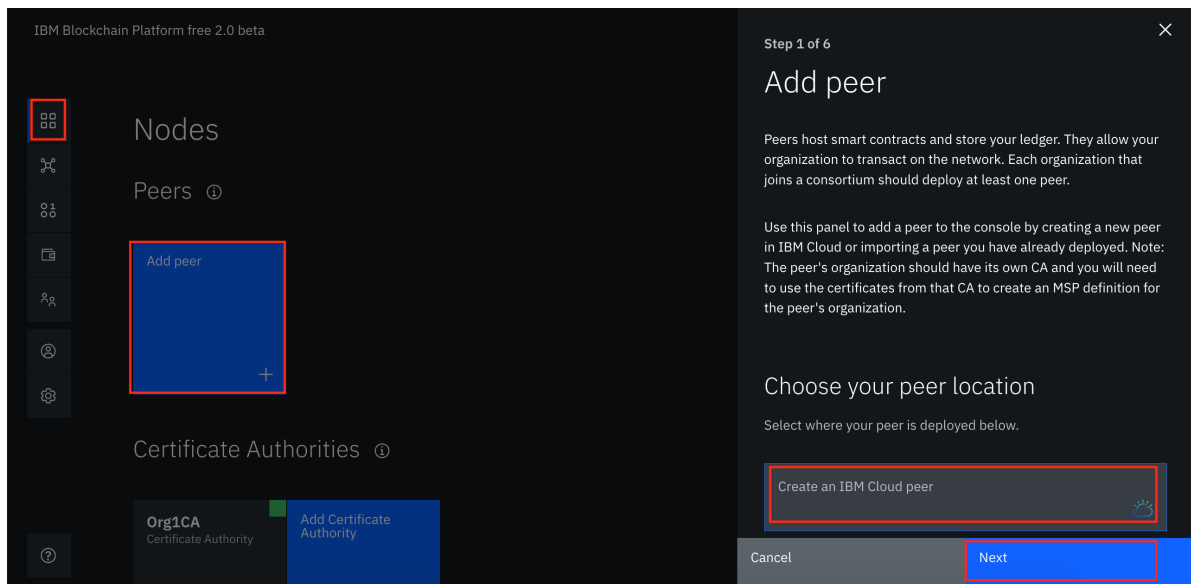 IBM Blockchain Platform free 2.0 beta
Nodes
Peers
Add peer
Certificate Authorities
Org1CA
Certificate Authority
Add Certificate
Authority
Step 1 of 6
Add peer
Peers host smart contracts and store your ledger. They allow your
organization to transact on the network. Each organization that
joins a consortium should deploy at least one peer.
Use this panel to add a peer to the console by creating a new peer
in IBM Cloud or importing a peer you have already deployed. Note:
The peer's organization should have its own CA and you will need
to use the certificates from that CA to create an MSP definition for
the peer's organization.
Choose your peer location
Select where your peer is deployed below.
Create an IBM Cloud peer
Cancel
Next